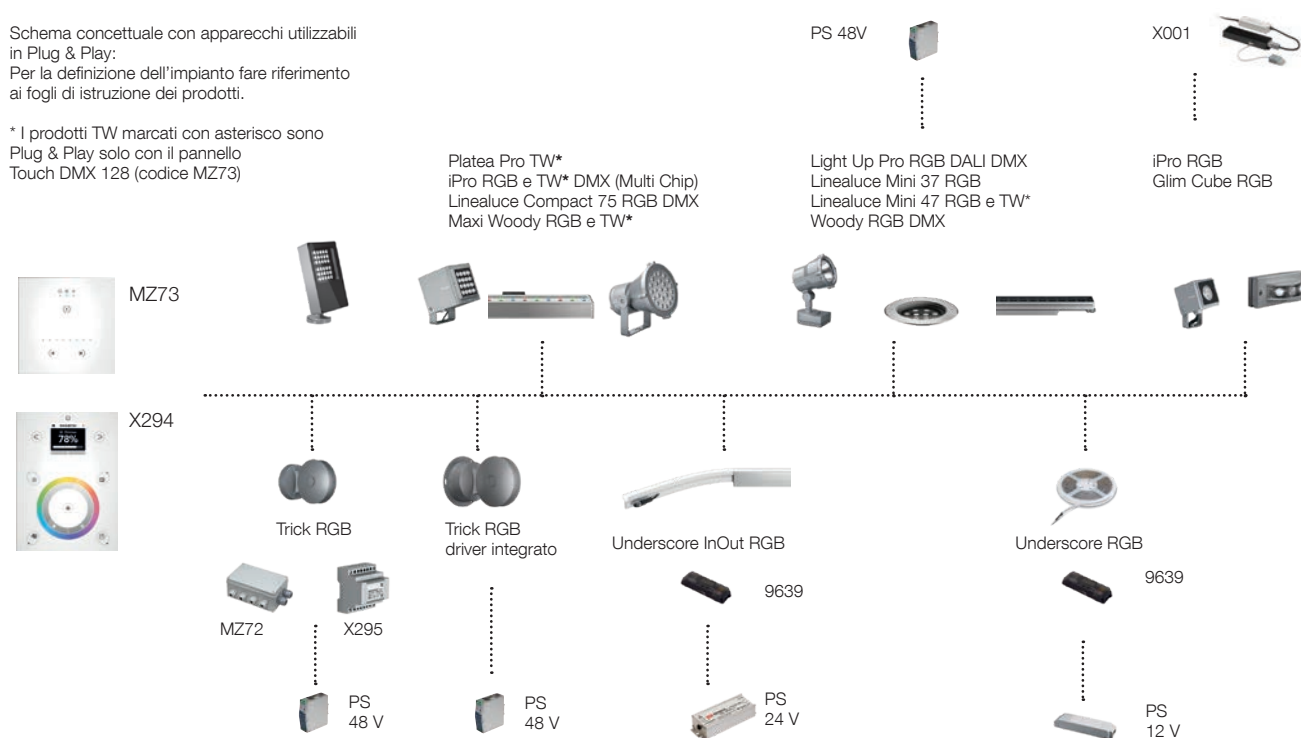 Schema concettuale con apparecchi utilizzabili
in Plug & Play:
Per la definizione dell'impianto fare riferimento
ai fogli di istruzione dei prodotti.
* I prodotti TW marcati con asterisco sono
Plug & Play solo con il pannello
Touch DMX 128 (codice MZ73)
PS 48V
X001
Platea Pro TW*
iPro RGB e TW* DMX (Multi Chip)
Linealuce Compact 75 RGB DMX
Maxi Woody RGB e TW*
Light Up Pro RGB DALI DMX
Linealuce Mini 37 RGB
Linealuce Mini 47 RGB e TW*
Woody RGB DMX
iPro RGB
Glim Cube RGB
MZ73
X294
78%
Trick RGB
Trick RGB
driver integrato
Underscore InOut RGB
Underscore RGB
MZ72
X295
9639
9639
PS
48 V
PS
48 V
PS
24 V
PS
12 V